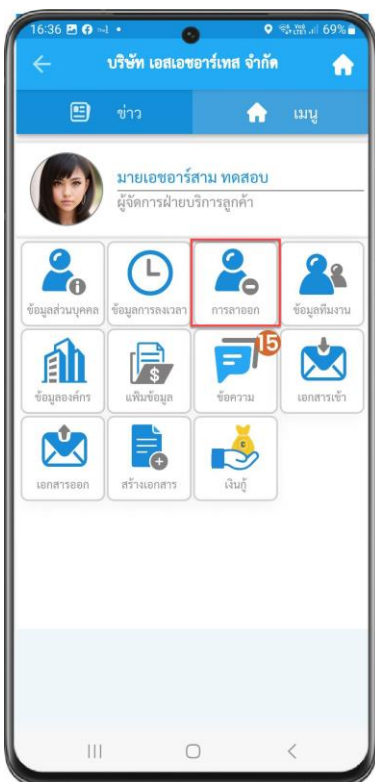 16:36 69%
บริษัท เอสเอชอาร์เทส จำกัด
ข่าว เมนู
มายเอชอาร์สาม ทดสอบ
ผู้จัดการฝ่ายบริการลูกค้า
ข้อมูลส่วนบุคคล ข้อมูลการลงเวลา การลาออก ข้อมูลทีมงาน
15
ข้อมูลองค์กร แฟ้มข้อมูล ข้อความ เอกสารเข้า
เอกสารออก สร้างเอกสาร เงินกู้